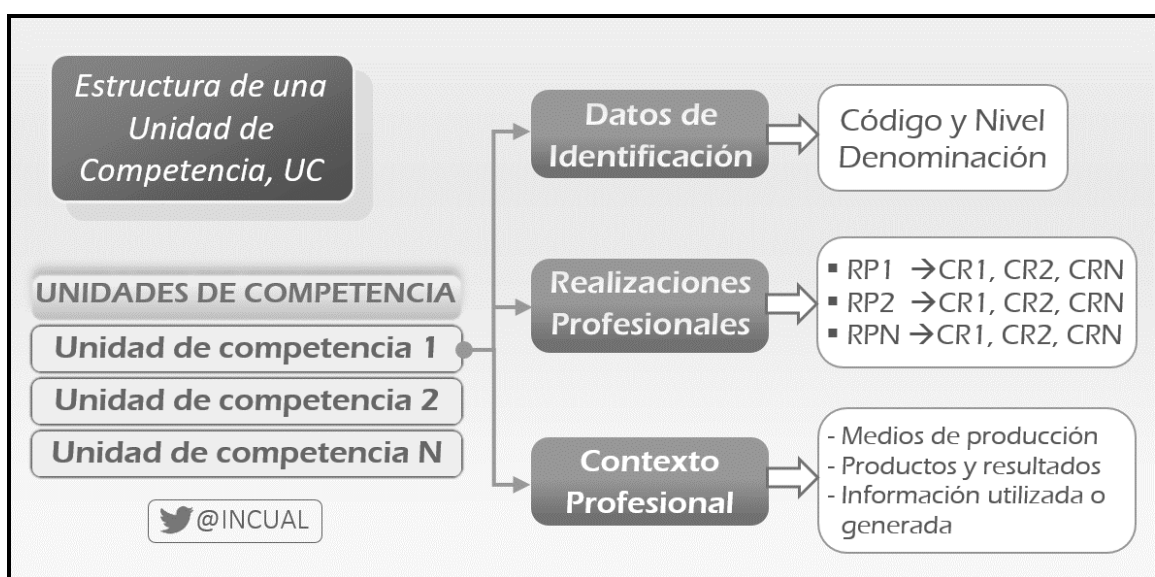 Estructura de una
Unidad de
Competencia, UC
UNIDADES DE COMPETENCIA
Unidad de competencia 1
Unidad de competencia 2
Unidad de competencia N
@INCUAL
Datos de
Identificación
Código y Nivel
Denominación
Realizaciones
Profesionales
▪ RP1 →CR1, CR2, CRN
▪ RP2 →CR1, CR2, CRN
▪ RPN →CR1, CR2, CRN
Contexto
Profesional
- Medios de producción
- Productos y resultados
- Información utilizada o
generada